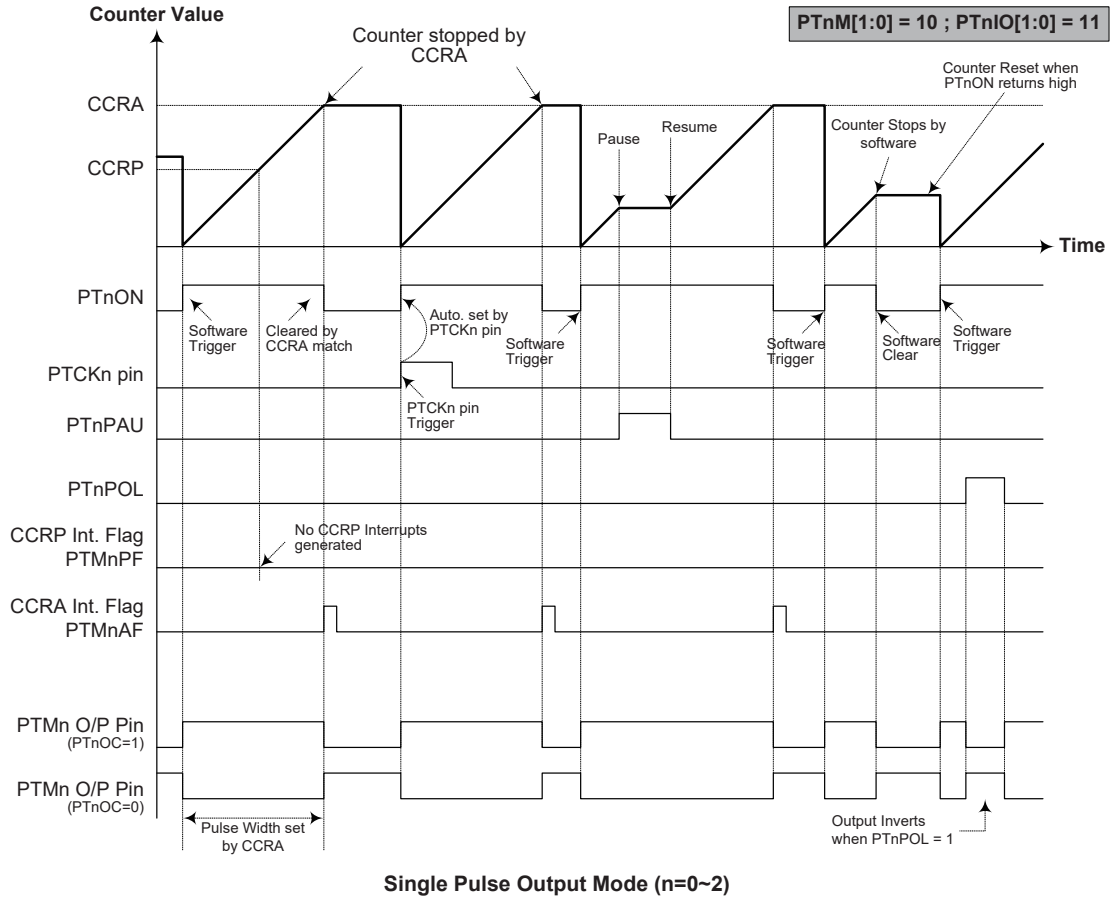 Counter Value
PTnM[1:0] = 10 ; PTnIO[1:0] = 11
Counter stopped by
CCRA
Counter Reset when
PTnON returns high
CCRA
Pause
Resume
Counter Stops by
software
CCRP
Time
PTnON
Software
Trigger
Cleared by
CCRA match
Auto. set by
PTCKn pin
Software
Trigger
Software
Trigger
Software
Clear
Software
Trigger
PTCKn pin
PTCKn pin
Trigger
PTnPAU
PTnPOL
CCRP Int. Flag
PTMnPF
No CCRP Interrupts
generated
CCRA Int. Flag
PTMnAF
PTMn O/P Pin
(PTnOC=1)
PTMn O/P Pin
(PTnOC=0)
Pulse Width set
by CCRA
Output Inverts
when PTnPOL = 1
Single Pulse Output Mode (n=0~2)